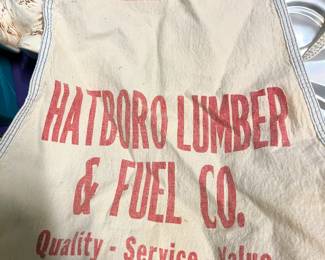 HATBORO LUMBER
& FUEL CO.
Quality - Service - Value